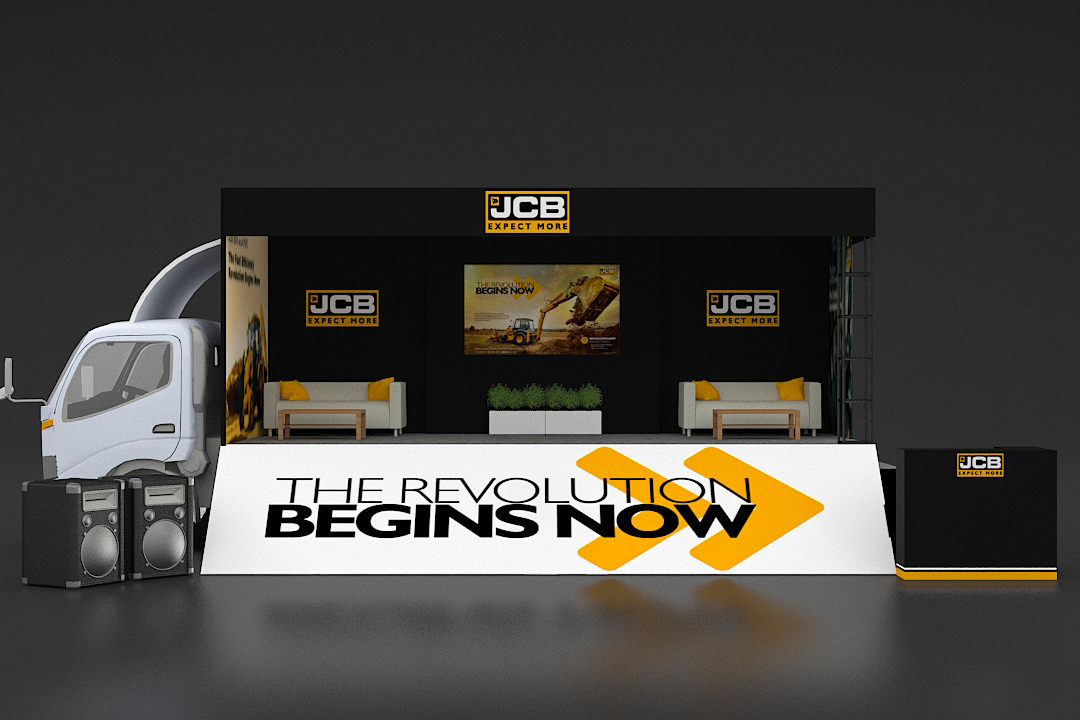 JCB
EXPECT MORE
JCB
EXPECT MORE
THE REVOLUTION
BEGINS NOW
JCB
JCB
EXPECT MORE
THE REVOLUTION
BEGINS NOW
JCB
EXPECT MORE